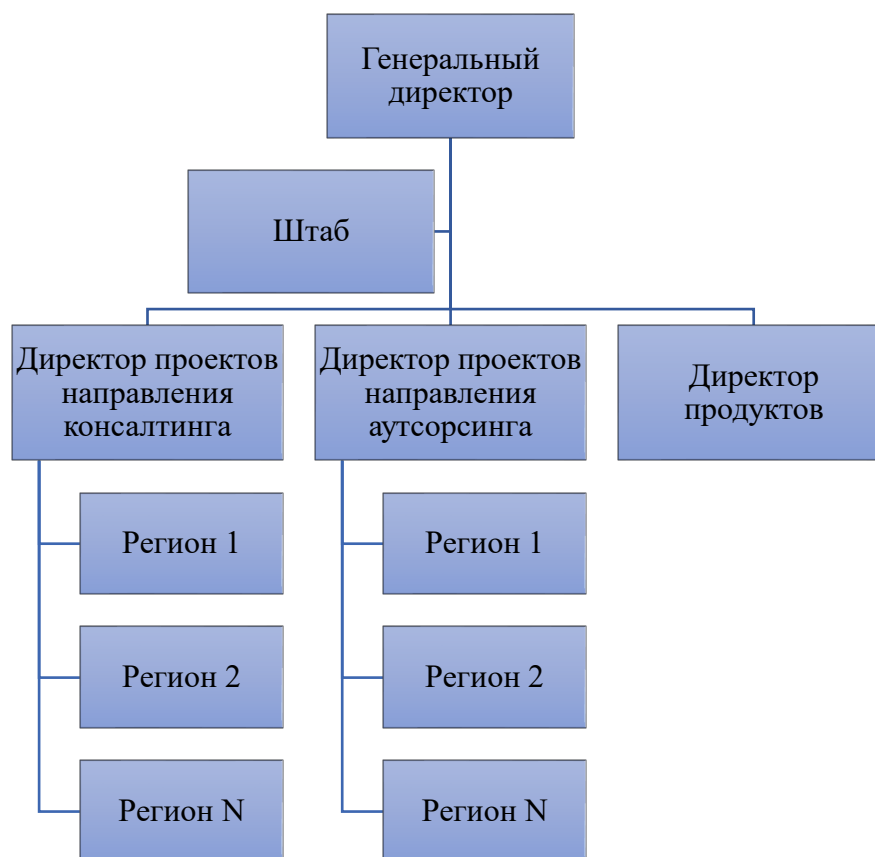 Генеральный
директор
Штаб
Директор проектов
направления
консалтинга
Директор проектов
направления
аутсорсинга
Директор
продуктов
Регион 1
Регион 2
Регион N
Регион 1
Регион 2
Регион N